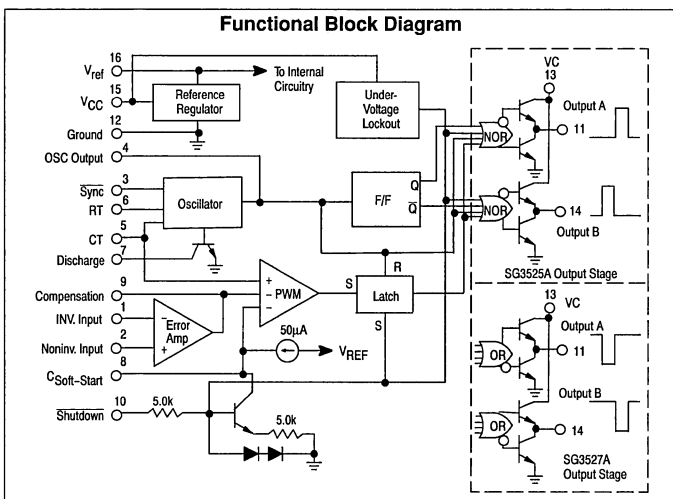 Functional Block Diagram
16
Vref
To Internal
Circuitry
15
VCC
Reference
Regulator
Under-
Voltage
Lockout
12
Ground
4
OSC Output
3
Sync
6
RT
5
CT
7
Discharge
Oscillator
F/F
Q
Q
NOR
NOR
VC
13
Output A
11
14
Output B
SG3525A Output Stage
9
Compensation
1
INV. Input
2
Noninv. Input
8
CSoft-Start
10
Shutdown
Error
Amp
−
+
+
−
−
PWM
S
R
Latch
S
50µA
VREF
5.0k
5.0k
13
VC
Output A
OR
11
Output B
OR
14
SG3527A
Output Stage